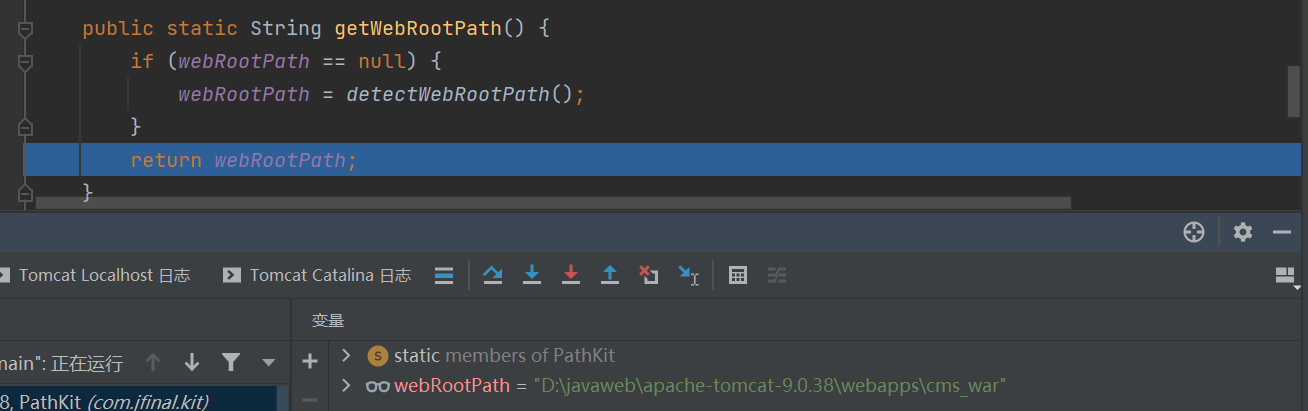 public static String getWebRootPath() {
if (webRootPath == null) {
webRootPath = detectWebRootPath();
}
return webRootPath;
}
Tomcat Localhost 日志 Tomcat Catalina 日志
变量
main": 正在运行
static members of PathKit
webRootPath = "D:\javaweb\apache-tomcat-9.0.38\webapps\cms_war"
8, PathKit (com.jfinal.kit)